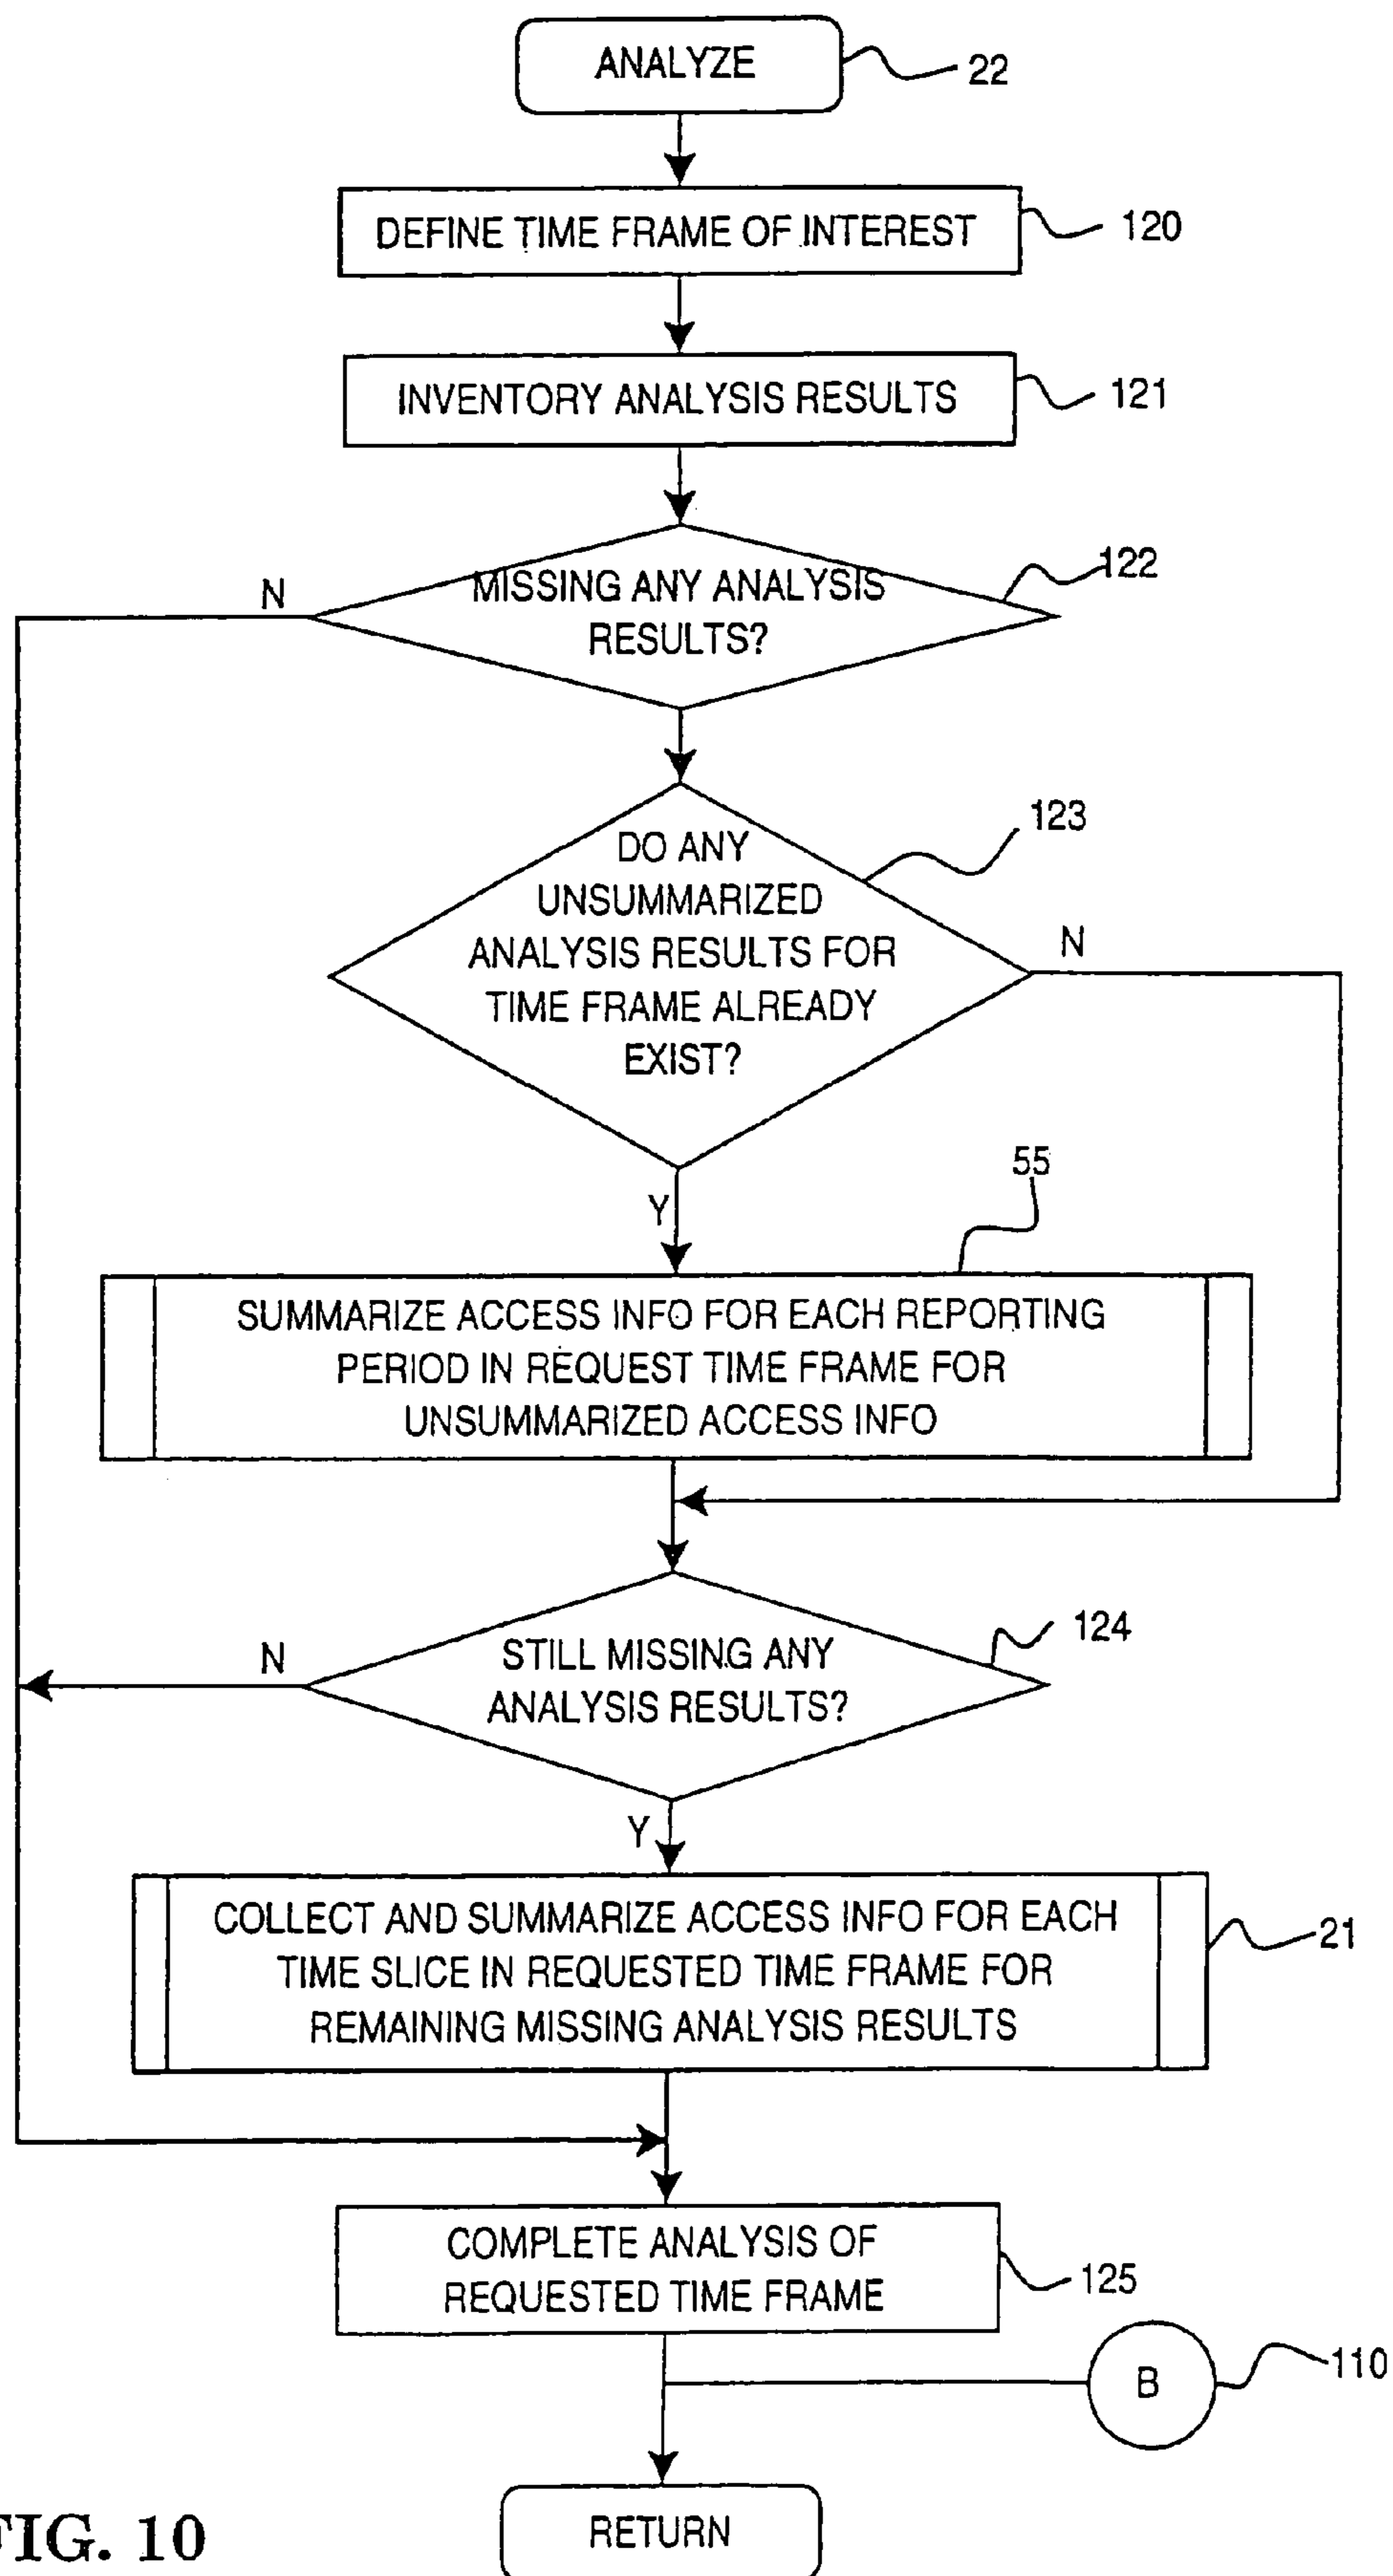 ANALYZE
22
DEFINE TIME FRAME OF INTEREST
120
INVENTORY ANALYSIS RESULTS
121
MISSING ANY ANALYSIS
RESULTS?
122
N
DO ANY
UNSUMMARIZED
ANALYSIS RESULTS FOR
TIME FRAME ALREADY
EXIST?
123
N
Y
55
SUMMARIZE ACCESS INFO FOR EACH REPORTING
PERIOD IN REQUEST TIME FRAME FOR
UNSUMMARIZED ACCESS INFO
STILL MISSING ANY
ANALYSIS RESULTS?
124
N
Y
COLLECT AND SUMMARIZE ACCESS INFO FOR EACH
TIME SLICE IN REQUESTED TIME FRAME FOR
REMAINING MISSING ANALYSIS RESULTS
21
COMPLETE ANALYSIS OF
REQUESTED TIME FRAME
125
B
110
RETURN
FIG. 10